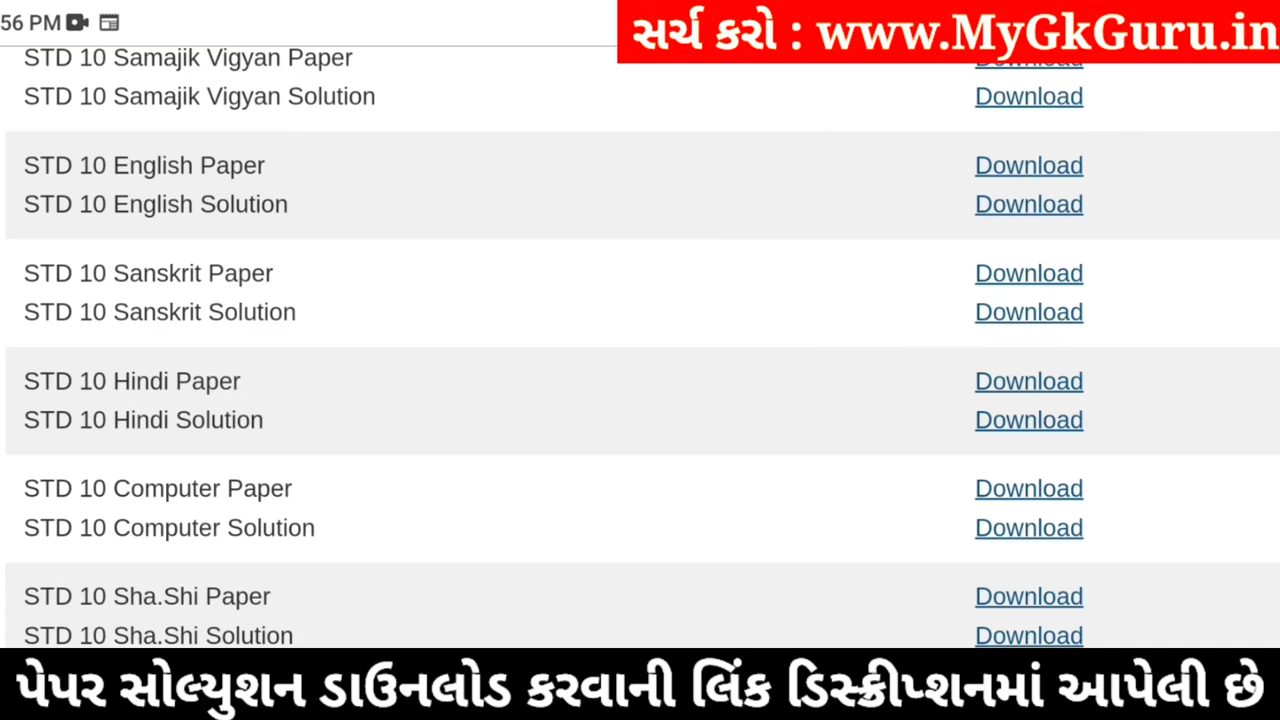 56 PM
સર્ચ કરો : www.MyGkGuru.in
STD 10 Samajik Vigyan Paper Download
STD 10 Samajik Vigyan Solution Download
STD 10 English Paper Download
STD 10 English Solution Download
STD 10 Sanskrit Paper Download
STD 10 Sanskrit Solution Download
STD 10 Hindi Paper Download
STD 10 Hindi Solution Download
STD 10 Computer Paper Download
STD 10 Computer Solution Download
STD 10 Sha.Shi Paper Download
STD 10 Sha.Shi Solution Download
પેપર સોલ્યુશન ડાઉનલોડ કરવાની લિંક ડિસ્ક્રીપ્શનમાં આપેલી છે